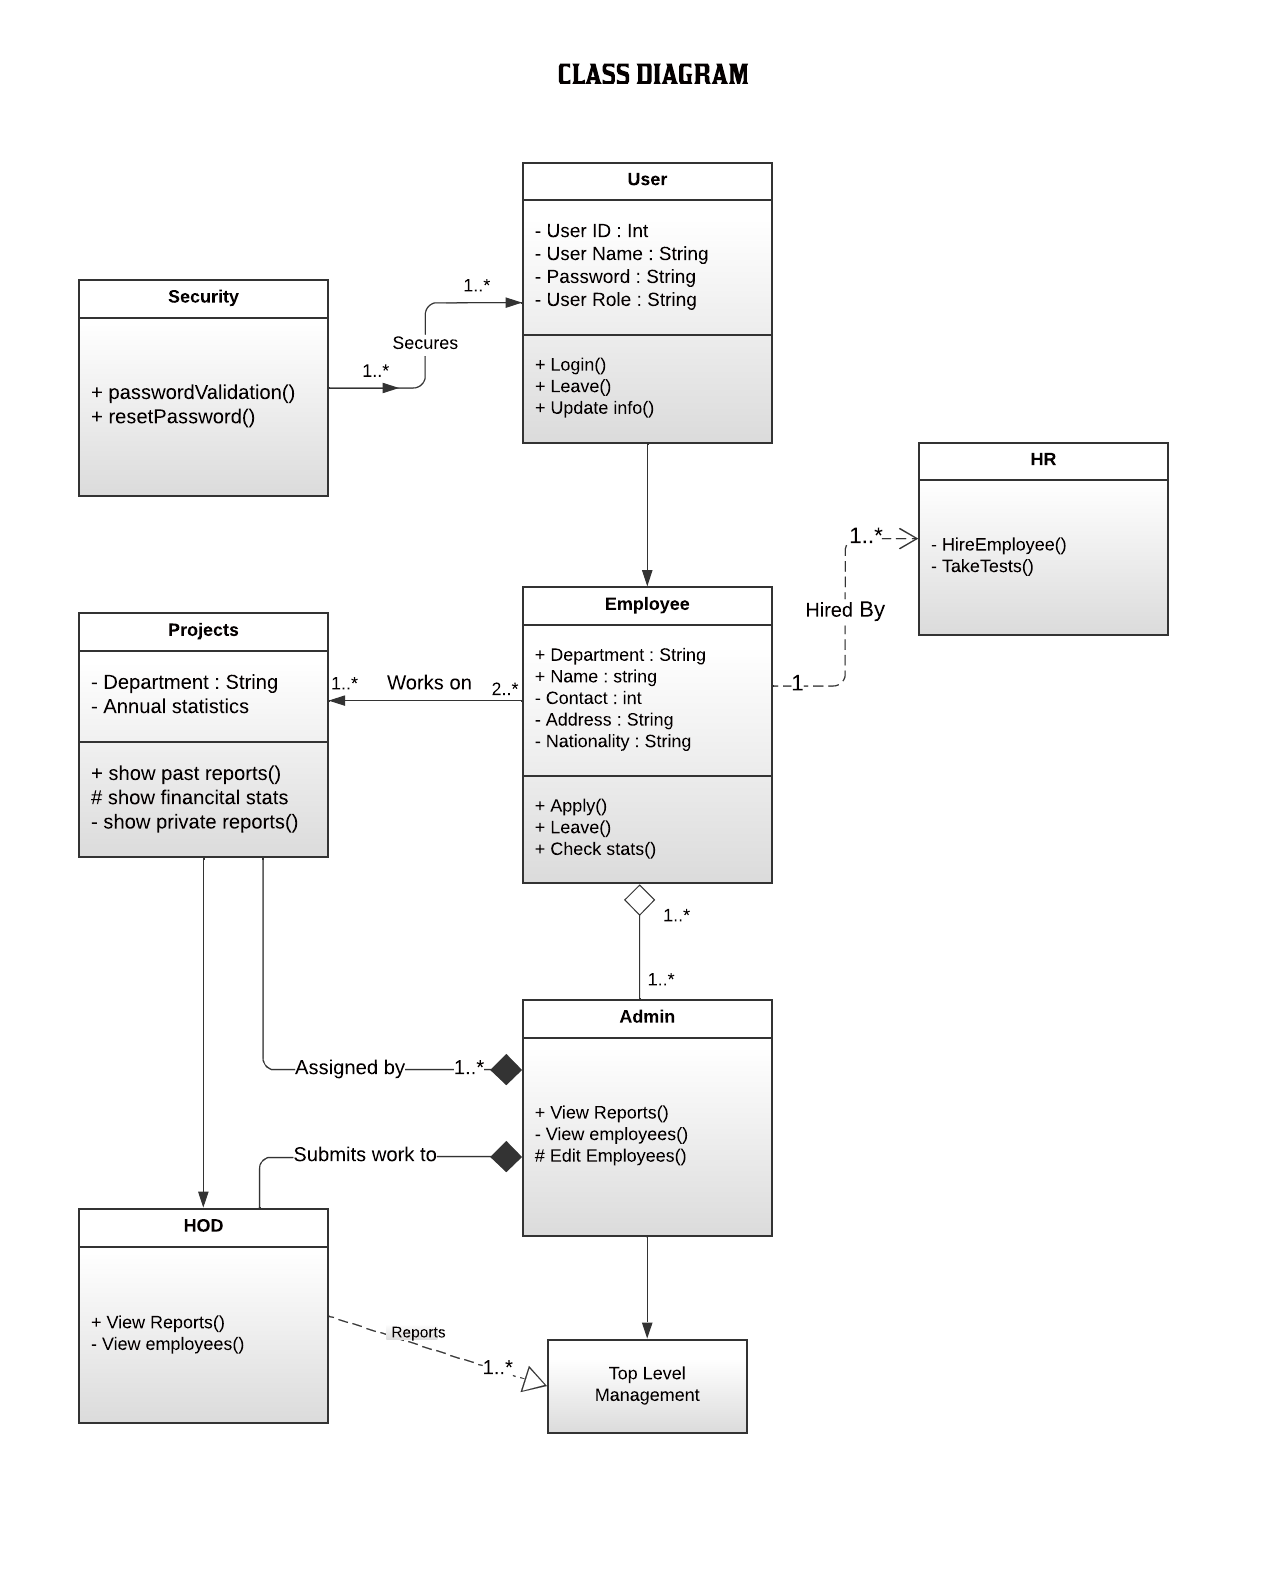 CLASS DIAGRAM
User
- User ID : Int
- User Name : String
- Password : String
- User Role : String
+ Login()
+ Leave()
+ Update info()
Security
+ passwordValidation()
+ resetPassword()
1..*
Secures
1..*
HR
- HireEmployee()
- TakeTests()
1..*
Hired By
1
Employee
+ Department : String
+ Name : string
- Contact : int
- Address : String
- Nationality : String
+ Apply()
+ Leave()
+ Check stats()
Projects
- Department : String
- Annual statistics
+ show past reports()
# show financital stats
- show private reports()
1..*
Works on
2..*
1..*
1..*
Admin
+ View Reports()
- View employees()
# Edit Employees()
Assigned by
1..*
Submits work to
HOD
+ View Reports()
- View employees()
Reports
1..*
Top Level
Management